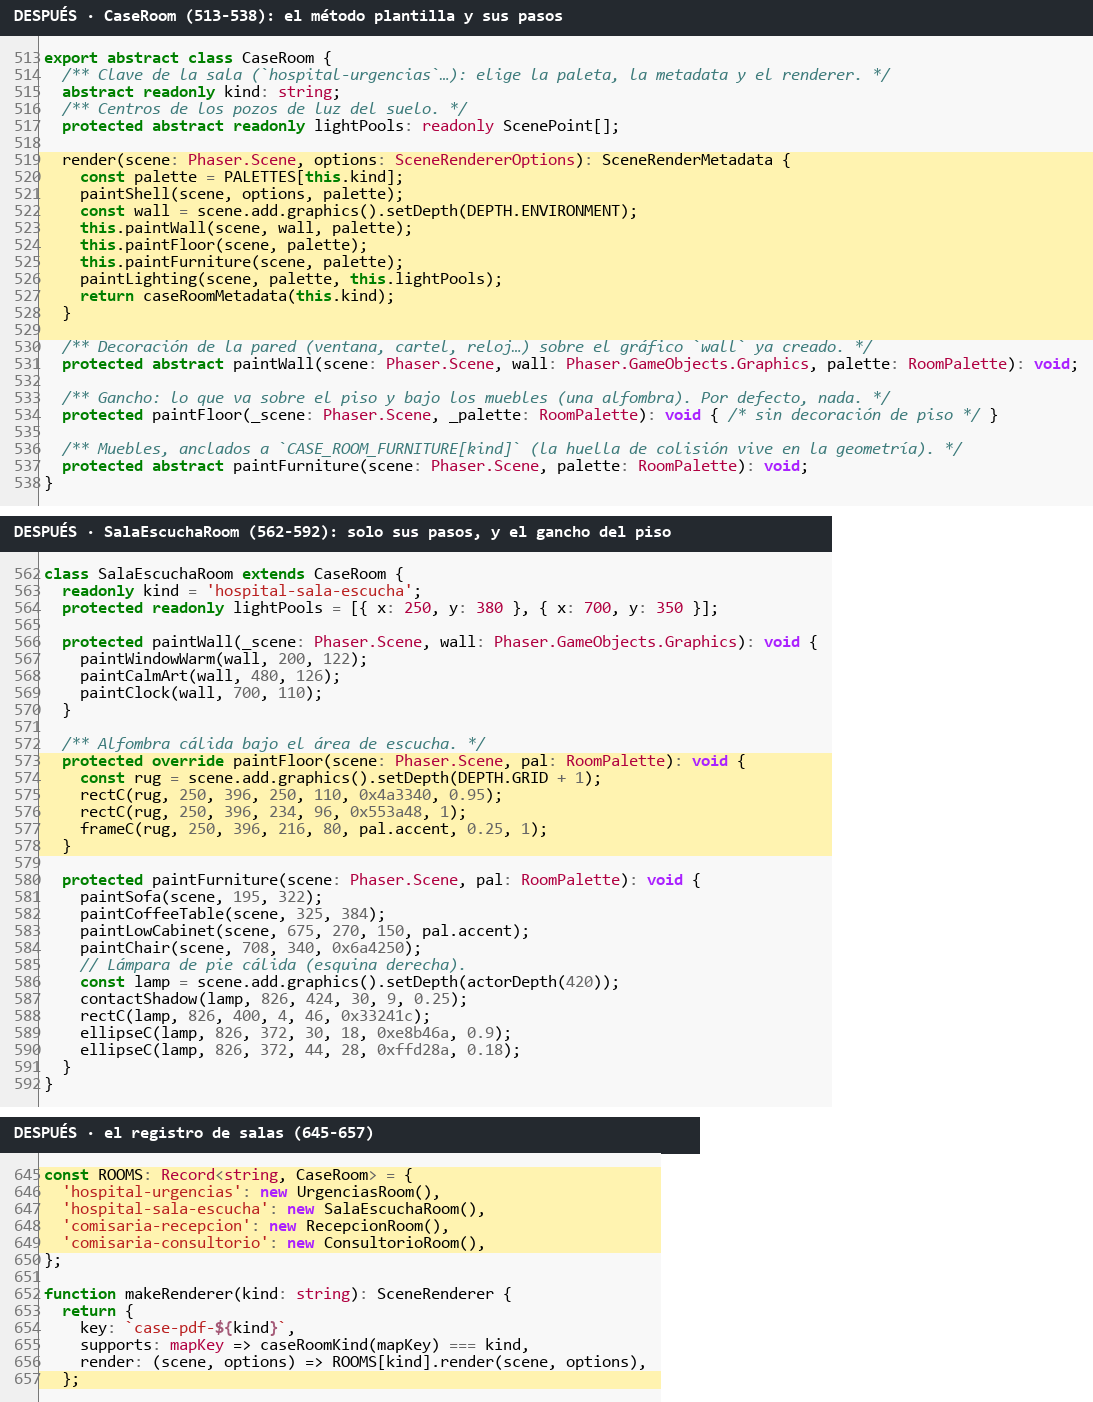 DESPUÉS · CaseRoom (513-538): el método plantilla y sus pasos
513 export abstract class CaseRoom {
514   /** Clave de la sala (`hospital-urgencias`…): elige la paleta, la metadata y el renderer. */
515   abstract readonly kind: string;
516   /** Centros de los pozos de luz del suelo. */
517   protected abstract readonly lightPools: readonly ScenePoint[];
518
519   render(scene: Phaser.Scene, options: SceneRendererOptions): SceneRenderMetadata {
520     const palette = PALETTES[this.kind];
521     paintShell(scene, options, palette);
522     const wall = scene.add.graphics().setDepth(DEPTH.ENVIRONMENT);
523     this.paintWall(scene, wall, palette);
524     this.paintFloor(scene, palette);
525     this.paintFurniture(scene, palette);
526     paintLighting(scene, palette, this.lightPools);
527     return caseRoomMetadata(this.kind);
528   }
529
530   /** Decoración de la pared (ventana, cartel, reloj…) sobre el gráfico `wall` ya creado. */
531   protected abstract paintWall(scene: Phaser.Scene, wall: Phaser.GameObjects.Graphics, palette: RoomPalette): void;
532
533   /** Gancho: lo que va sobre el piso y bajo los muebles (una alfombra). Por defecto, nada. */
534   protected paintFloor(_scene: Phaser.Scene, _palette: RoomPalette): void { /* sin decoración de piso */ }
535
536   /** Muebles, anclados a `CASE_ROOM_FURNITURE[kind]` (la huella de colisión vive en la geometría). */
537   protected abstract paintFurniture(scene: Phaser.Scene, palette: RoomPalette): void;
538 }
DESPUÉS · SalaEscuchaRoom (562-592): solo sus pasos, y el gancho del piso
562 class SalaEscuchaRoom extends CaseRoom {
563   readonly kind = 'hospital-sala-escucha';
564   protected readonly lightPools = [{ x: 250, y: 380 }, { x: 700, y: 350 }];
565
566   protected paintWall(_scene: Phaser.Scene, wall: Phaser.GameObjects.Graphics): void {
567     paintWindowWarm(wall, 200, 122);
568     paintCalmArt(wall, 480, 126);
569     paintClock(wall, 700, 110);
570   }
571
572   /** Alfombra cálida bajo el área de escucha. */
573   protected override paintFloor(scene: Phaser.Scene, pal: RoomPalette): void {
574     const rug = scene.add.graphics().setDepth(DEPTH.GRID + 1);
575     rectC(rug, 250, 396, 250, 110, 0x4a3340, 0.95);
576     rectC(rug, 250, 396, 234, 96, 0x553a48, 1);
577     frameC(rug, 250, 396, 216, 80, pal.accent, 0.25, 1);
578   }
579
580   protected paintFurniture(scene: Phaser.Scene, pal: RoomPalette): void {
581     paintSofa(scene, 195, 322);
582     paintCoffeeTable(scene, 325, 384);
583     paintLowCabinet(scene, 675, 270, 150, pal.accent);
584     paintChair(scene, 708, 340, 0x6a4250);
585     // Lámpara de pie cálida (esquina derecha).
586     const lamp = scene.add.graphics().setDepth(actorDepth(420));
587     contactShadow(lamp, 826, 424, 30, 9, 0.25);
588     rectC(lamp, 826, 400, 4, 46, 0x33241c);
589     ellipseC(lamp, 826, 372, 30, 18, 0xe8b46a, 0.9);
590     ellipseC(lamp, 826, 372, 44, 28, 0xffd28a, 0.18);
591   }
592 }
DESPUÉS · el registro de salas (645-657)
645 const ROOMS: Record<string, CaseRoom> = {
646   'hospital-urgencias': new UrgenciasRoom(),
647   'hospital-sala-escucha': new SalaEscuchaRoom(),
648   'comisaria-recepcion': new RecepcionRoom(),
649   'comisaria-consultorio': new ConsultorioRoom(),
650 };
651
652 function makeRenderer(kind: string): SceneRenderer {
653   return {
654     key: `case-pdf-${kind}`,
655     supports: mapKey => caseRoomKind(mapKey) === kind,
656     render: (scene, options) => ROOMS[kind].render(scene, options),
657   };